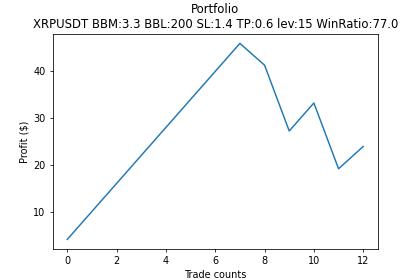 Portfolio
XRPUSDT BBM:3.3 BBL:200 SL:1.4 TP:0.6 lev:15 WinRatio:77.0
40
30
20
10
Profit ($)
0 2 4 6 8 10 12
Trade counts